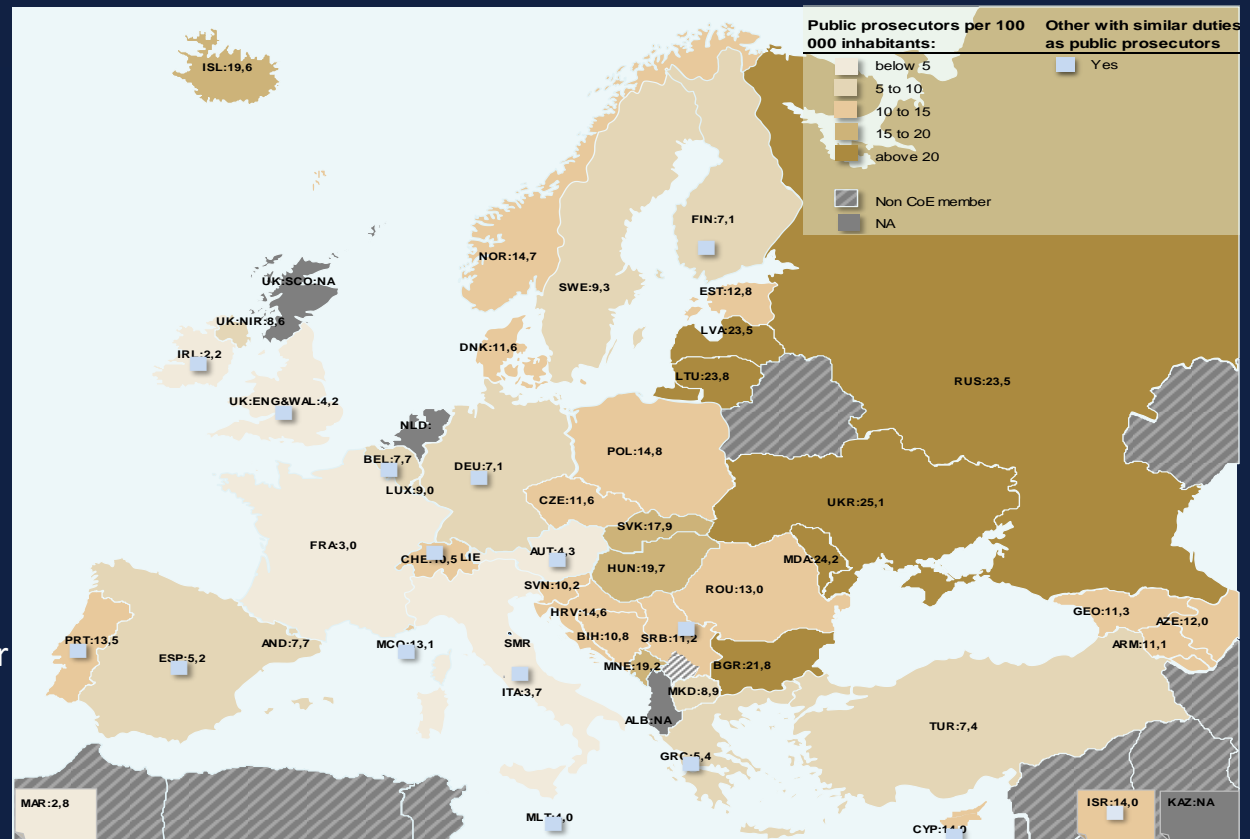 Public prosecutors per 100
000 inhabitants:
Other with similar duties
as public prosecutors
below 5
Yes
5 to 10
10 to 15
15 to 20
above 20
Non CoE member
NA
ISL:19,6
FIN:7,1
NOR:14,7
UK:SCO:NA
SWE:9,3
EST:12,8
UK:NIR:8,6
LVA:23,5
DNK:11,6
IRL:2,2
LTU:23,8
RUS:23,5
UK:ENG&WAL:4,2
NLD:
POL:14,8
BEL:7,7
DEU:7,1
LUX:9,0
CZE:11,6
UKR:25,1
SVK:17,9
FRA:3,0
AUT:4,3
CHE:10,5
LIE
MDA:24,2
HUN:19,7
SVN:10,2
ROU:13,0
HRV:14,6
GEO:11,3
AZE:12,0
PRT:13,5
AND:7,7
MCO:13,1
SMR
BIH:10,8
SRB:11,2
ARM:11,1
r
ESP:5,2
MNE:19,2
BGR:21,8
ITA:3,7
MKD:8,9
ALB:NA
TUR:7,4
GRC:5,4
MAR:2,8
ISR:14,0
KAZ:NA
MLT:4,0
CYP:14,0